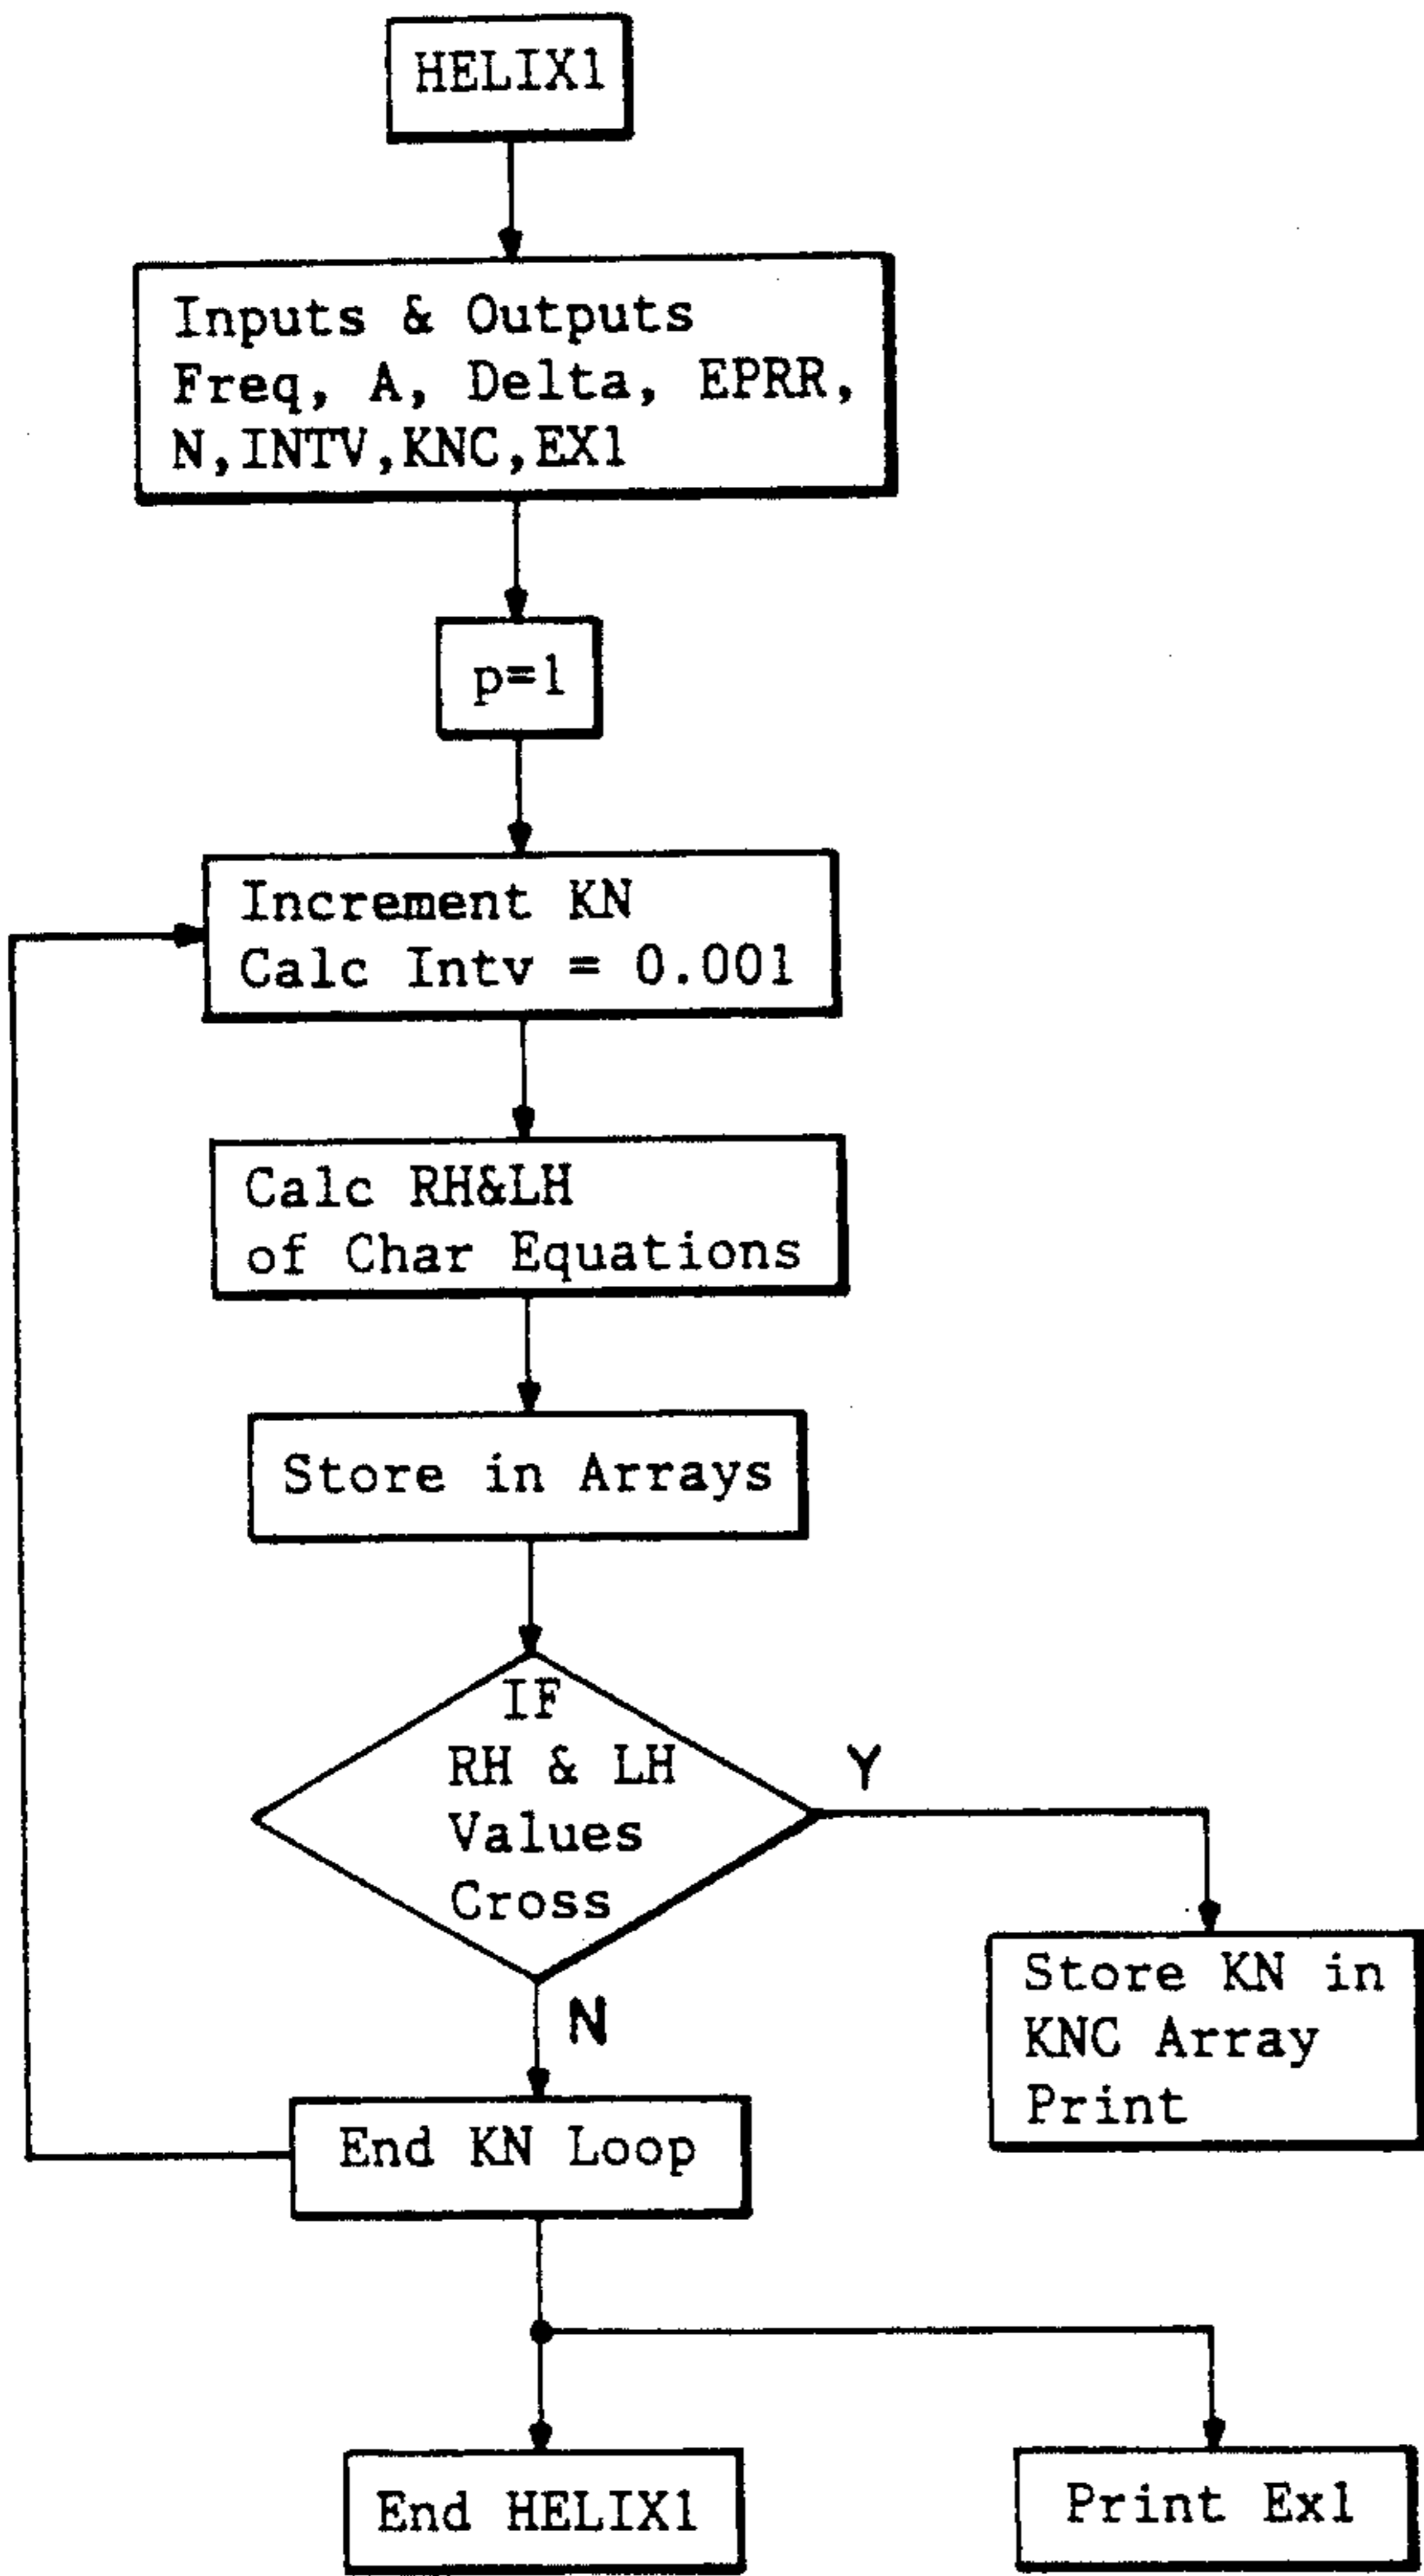 HELIX1
Inputs & Outputs
Freq, A, Delta, EPRR,
N,INTV,KNC,EX1
p=1
Increment KN
Calc Intv = 0.001
Calc RH&LH
of Char Equations
Store in Arrays
IF
RH & LH
Values
Cross
Y
N
Store KN in
KNC Array
Print
End KN Loop
End HELIX1
Print Ex1